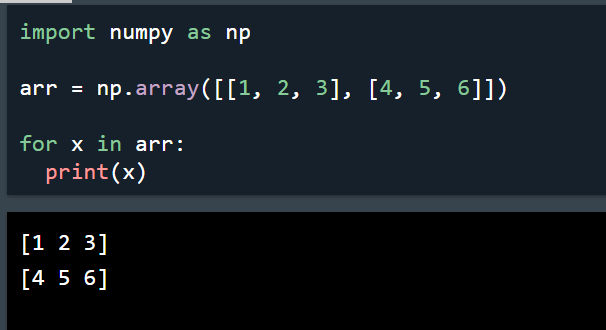 import numpy as np
arr = np.array([[1, 2, 3], [4, 5, 6]])
for x in arr:
  print(x)
[1 2 3]
[4 5 6]